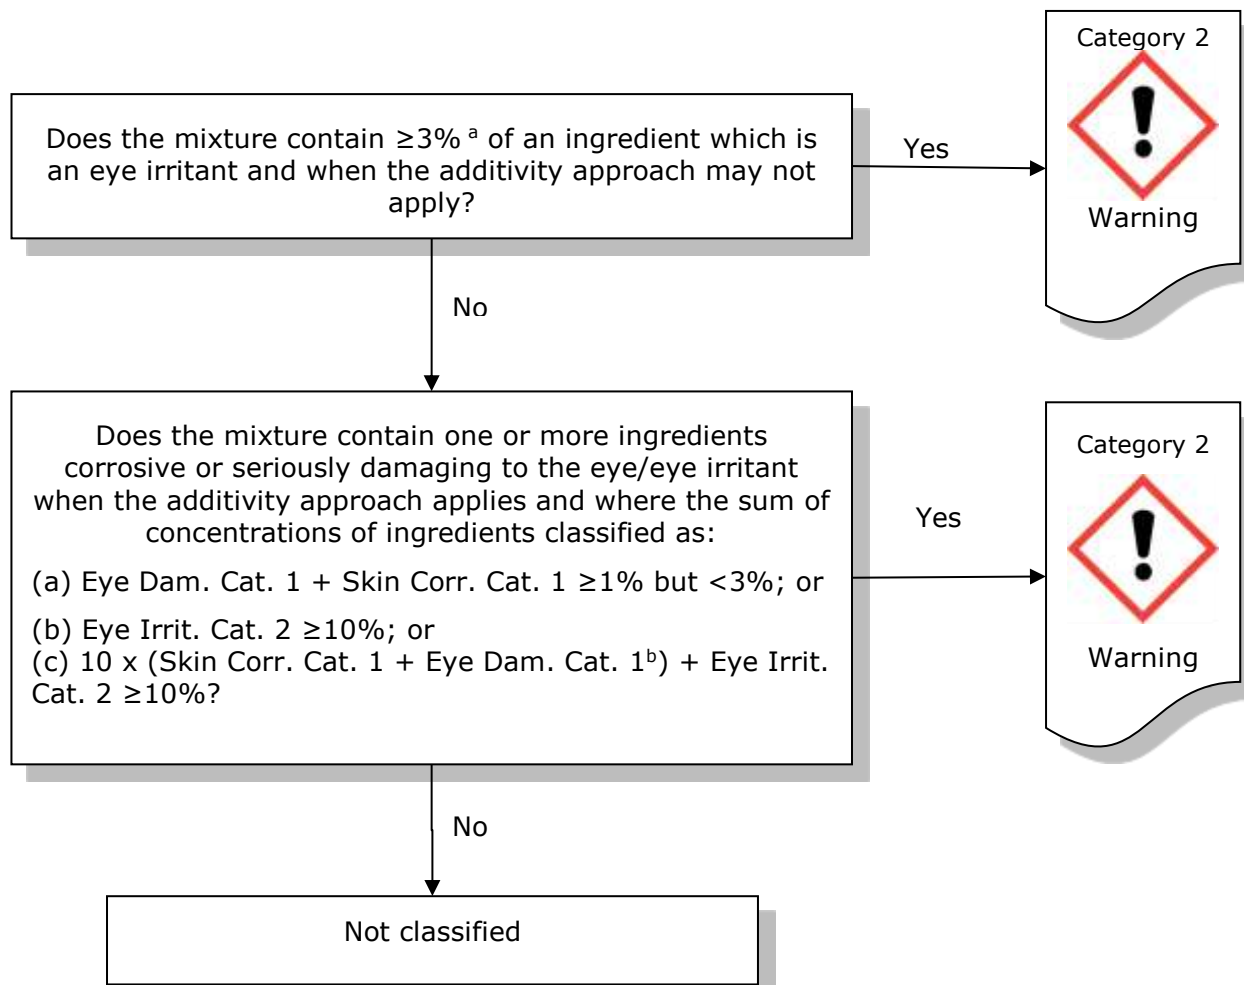 Category 2
Does the mixture contain ≥3% a of an ingredient which is
an eye irritant and when the additivity approach may not
apply?
Yes
Warning
No
Does the mixture contain one or more ingredients
corrosive or seriously damaging to the eye/eye irritant
when the additivity approach applies and where the sum of
concentrations of ingredients classified as:
(a) Eye Dam. Cat. 1 + Skin Corr. Cat. 1 ≥1% but <3%; or
(b) Eye Irrit. Cat. 2 ≥10%; or
(c) 10 x (Skin Corr. Cat. 1 + Eye Dam. Cat. 1b) + Eye Irrit.
Cat. 2 ≥10%?
Yes
Category 2
Warning
No
Not classified